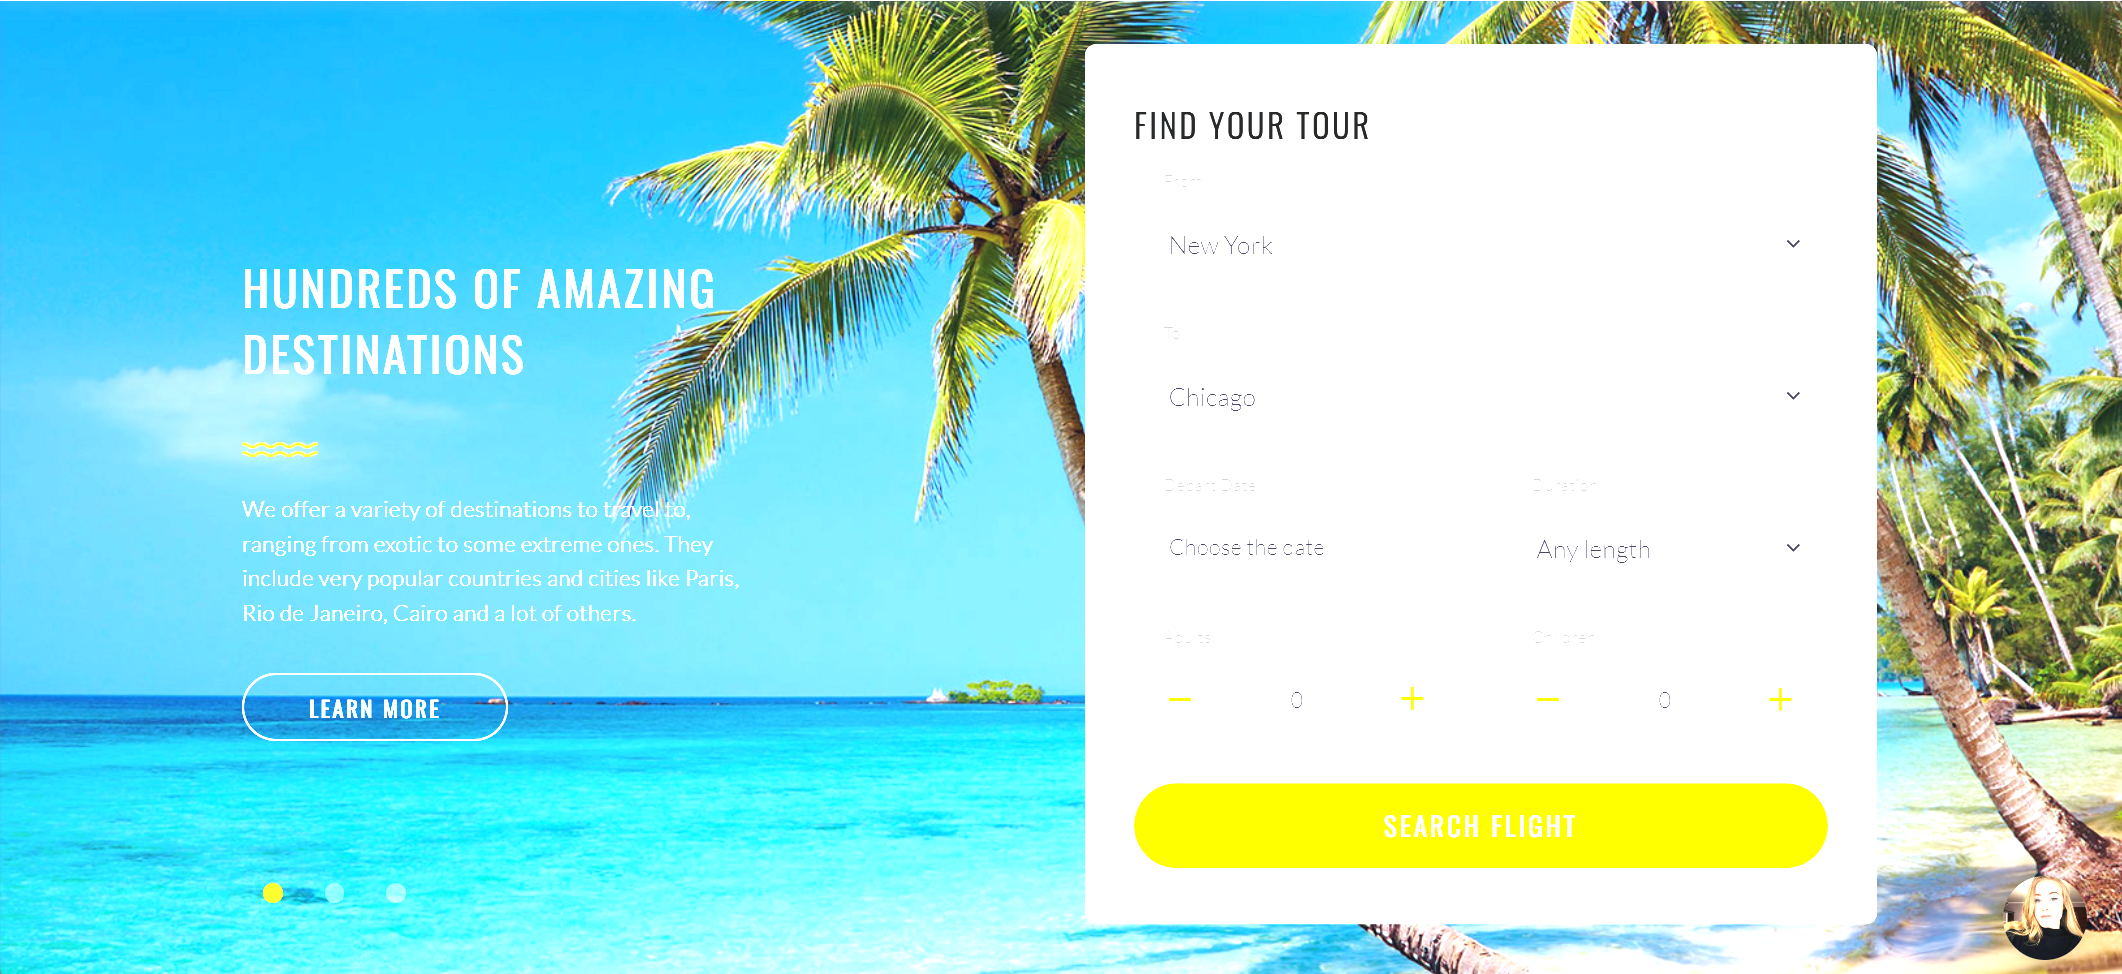 HUNDREDS OF AMAZING
DESTINATIONS
We offer a variety of destinations to travel to,
ranging from exotic to some extreme ones. They
include very popular countries and cities like Paris,
Rio de Janeiro, Cairo and a lot of others.
LEARN MORE
FIND YOUR TOUR
From
New York
To
Chicago
Depart Date
Duration
Choose the date
Any length
Adults
Children
0
0
SEARCH FLIGHT